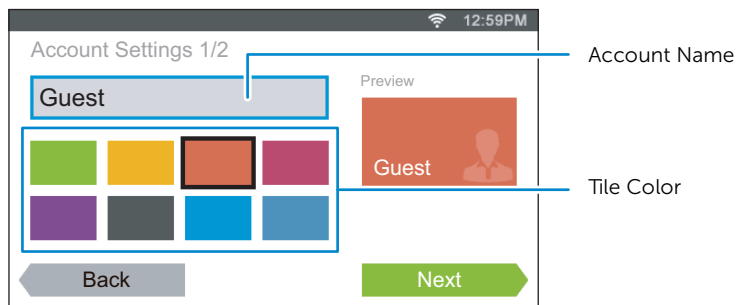 12:59PM
Account Settings 1/2
Account Name
Preview
Guest
Guest
Tile Color
Back
Next